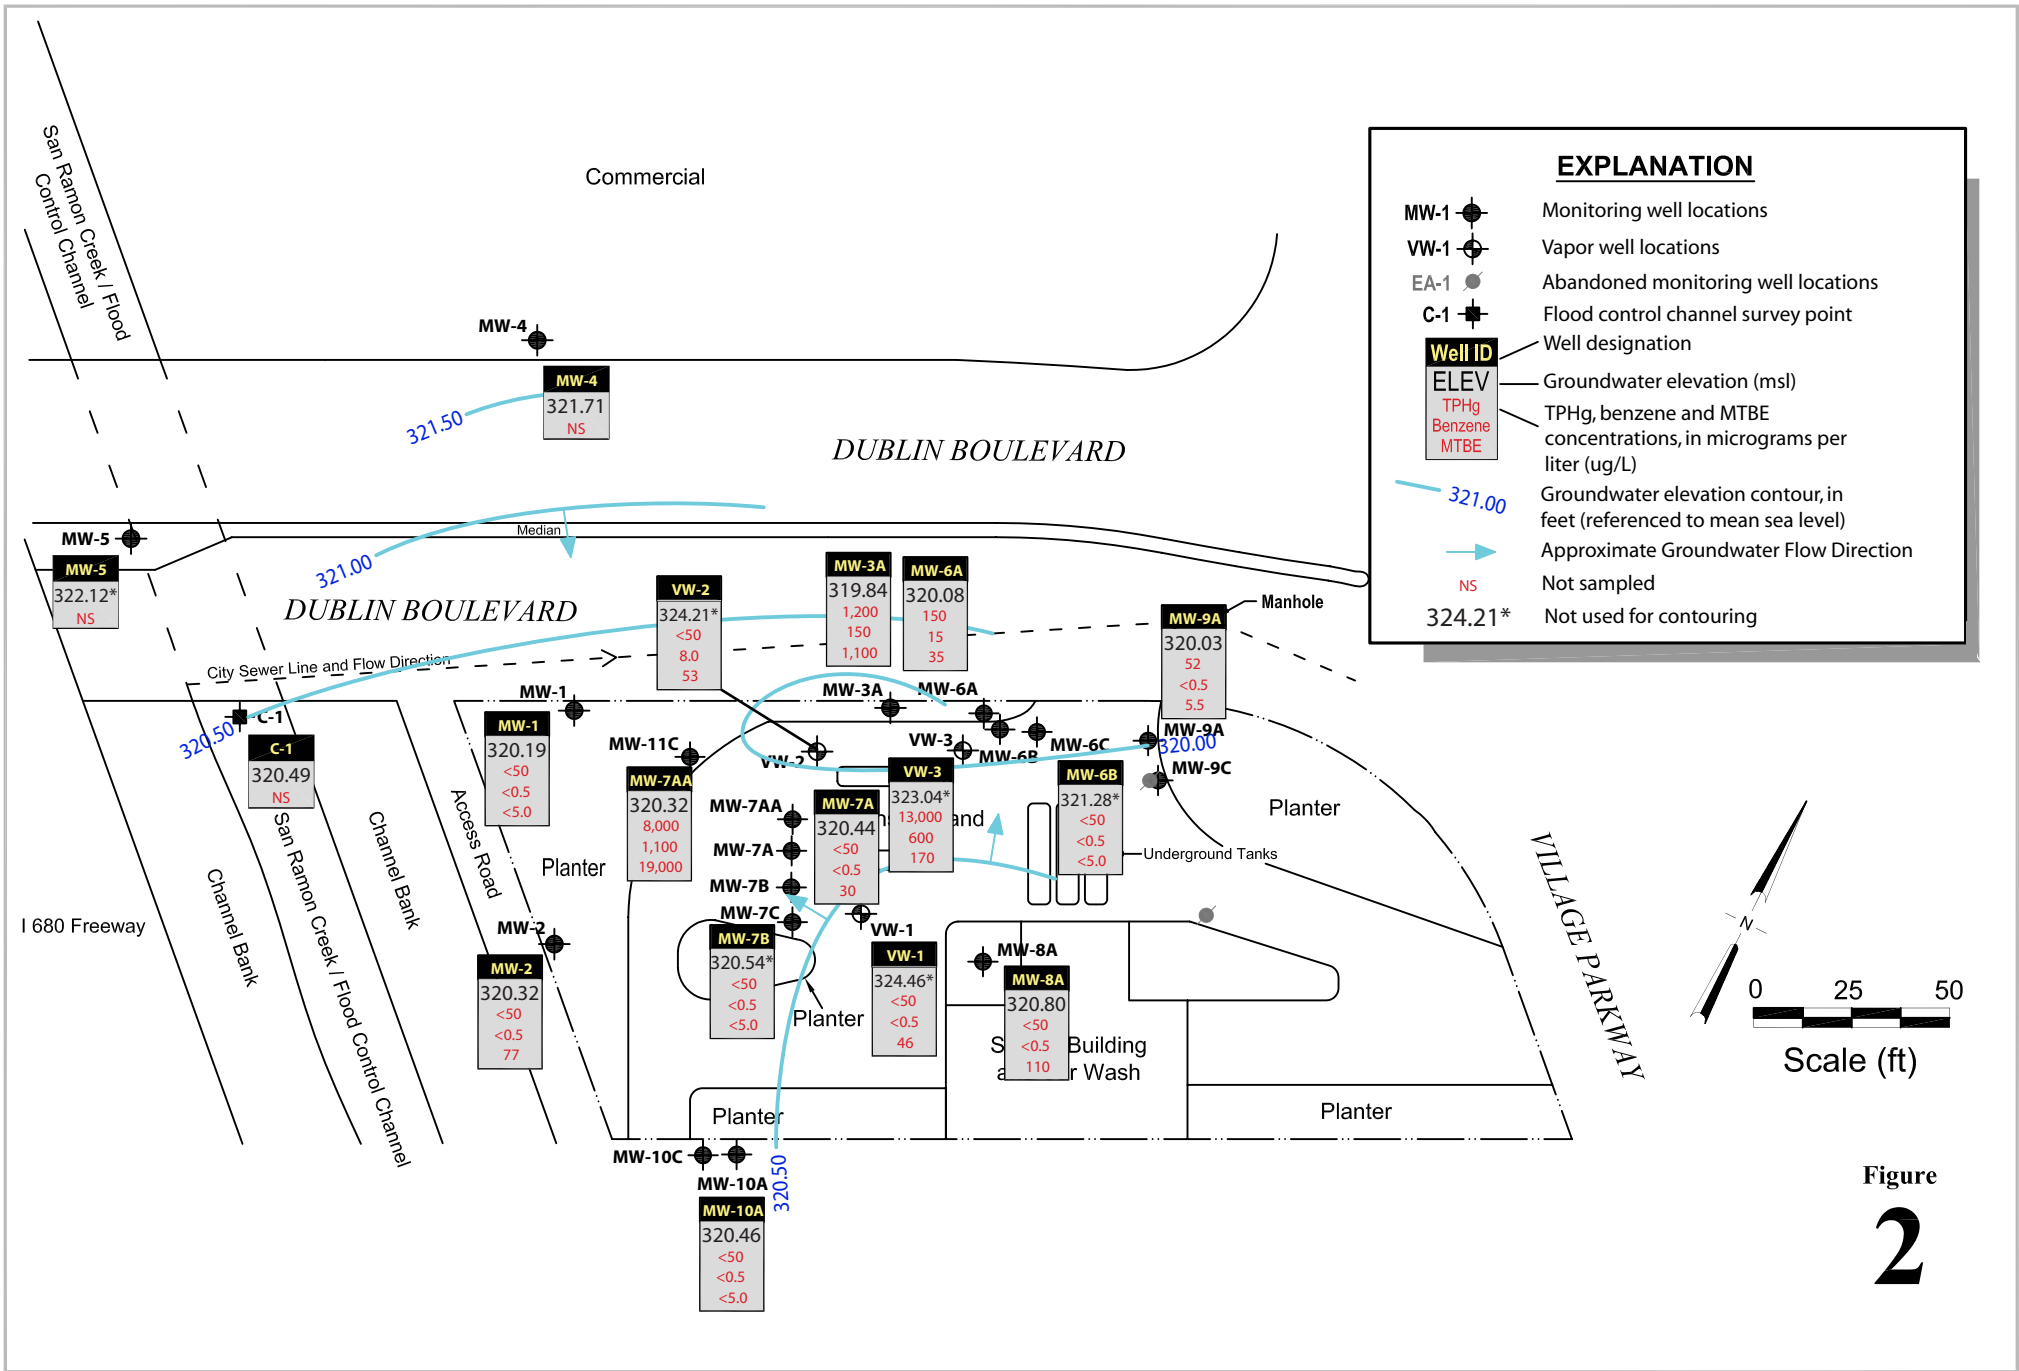 San Ramon Creek / Flood
Control Channel
Commercial
EXPLANATION
MW-1
Monitoring well locations
VW-1
Vapor well locations
EA-1
Abandoned monitoring well locations
C-1
Flood control channel survey point
Well ID
Well designation
ELEV
Groundwater elevation (msl)
TPHg
Benzene
MTBE
TPHg, benzene and MTBE
concentrations, in micrograms per
liter (ug/L)
321.00
Groundwater elevation contour, in
feet (referenced to mean sea level)
Approximate Groundwater Flow Direction
NS
Not sampled
324.21*
Not used for contouring
MW-4
MW-4
321.71
NS
321.50
DUBLIN BOULEVARD
MW-5
MW-5
322.12*
NS
Median
321.00
DUBLIN BOULEVARD
VW-2
324.21*
<50
8.0
53
MW-3A
319.84
1,200
150
1,100
MW-6A
320.08
150
15
35
MW-9A
320.03
52
<0.5
5.5
Manhole
City Sewer Line and Flow Direction
C-1
320.50
C-1
320.49
NS
MW-1
MW-1
320.19
<50
<0.5
<5.0
MW-11C
MW-3A
MW-6A
VW-2
VW-3
MW-6B
MW-6C
MW-9A
320.00
MW-9C
MW-7AA
320.32
8,000
1,100
19,000
MW-7AA
MW-7A
MW-7B
MW-7C
MW-7A
320.44
<50
<0.5
30
VW-3
323.04*
13,000
600
170
MW-6B
321.28*
<50
<0.5
<5.0
Underground Tanks
Planter
Planter
VILLAGE PARKWAY
Access Road
Channel Bank
San Ramon Creek / Flood Control Channel
Channel Bank
I 680 Freeway
MW-2
MW-2
320.32
<50
<0.5
77
MW-7B
320.54*
<50
<0.5
<5.0
Planter
VW-1
VW-1
324.46*
<50
<0.5
46
MW-8A
MW-8A
320.80
<50
<0.5
110
Building
Wash
Planter
Planter
MW-10C
MW-10A
320.50
MW-10A
320.46
<50
<0.5
<5.0
N
0 25 50
Scale (ft)
Figure
2